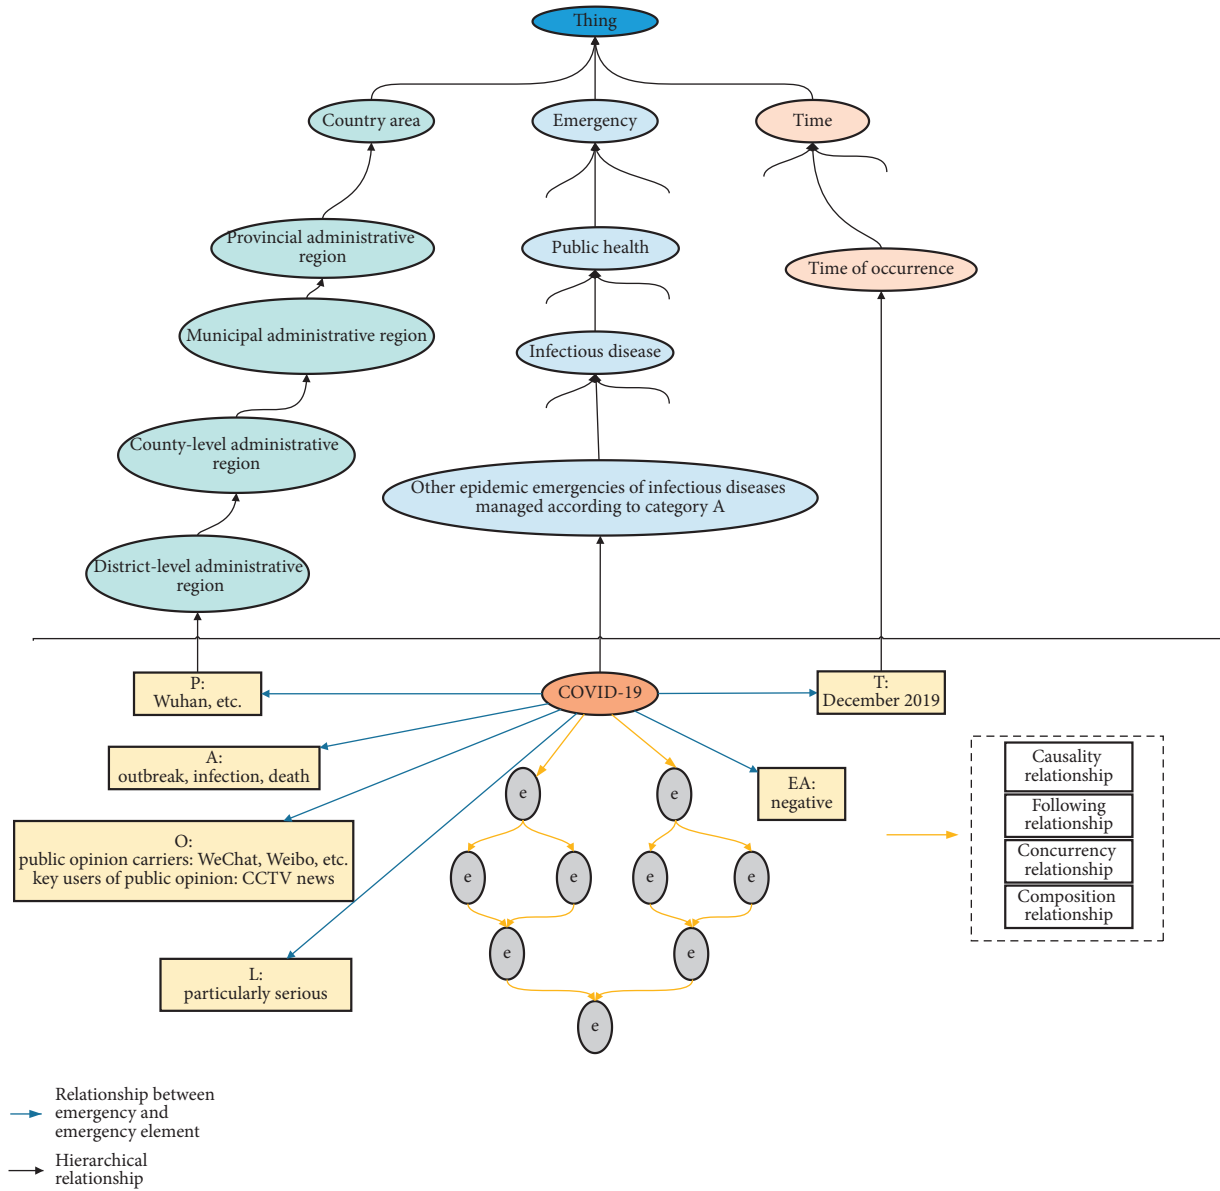 Thing
Country area
Emergency
Time
Provincial administrative
region
Public health
Time of occurrence
Municipal administrative region
Infectious disease
County-level administrative
region
Other epidemic emergencies of infectious diseases
managed according to category A
District-level administrative
region
P:
Wuhan, etc.
COVID-19
T:
December 2019
A:
outbreak, infection, death
EA:
negative
O:
public opinion carriers: WeChat, Weibo, etc.
key users of public opinion: CCTV news
L:
particularly serious
e
e
e
e
e
e
e
e
e
Causality
relationship
Following
relationship
Concurrency
relationship
Composition
relationship
Relationship between
emergency and
emergency element
Hierarchical
relationship